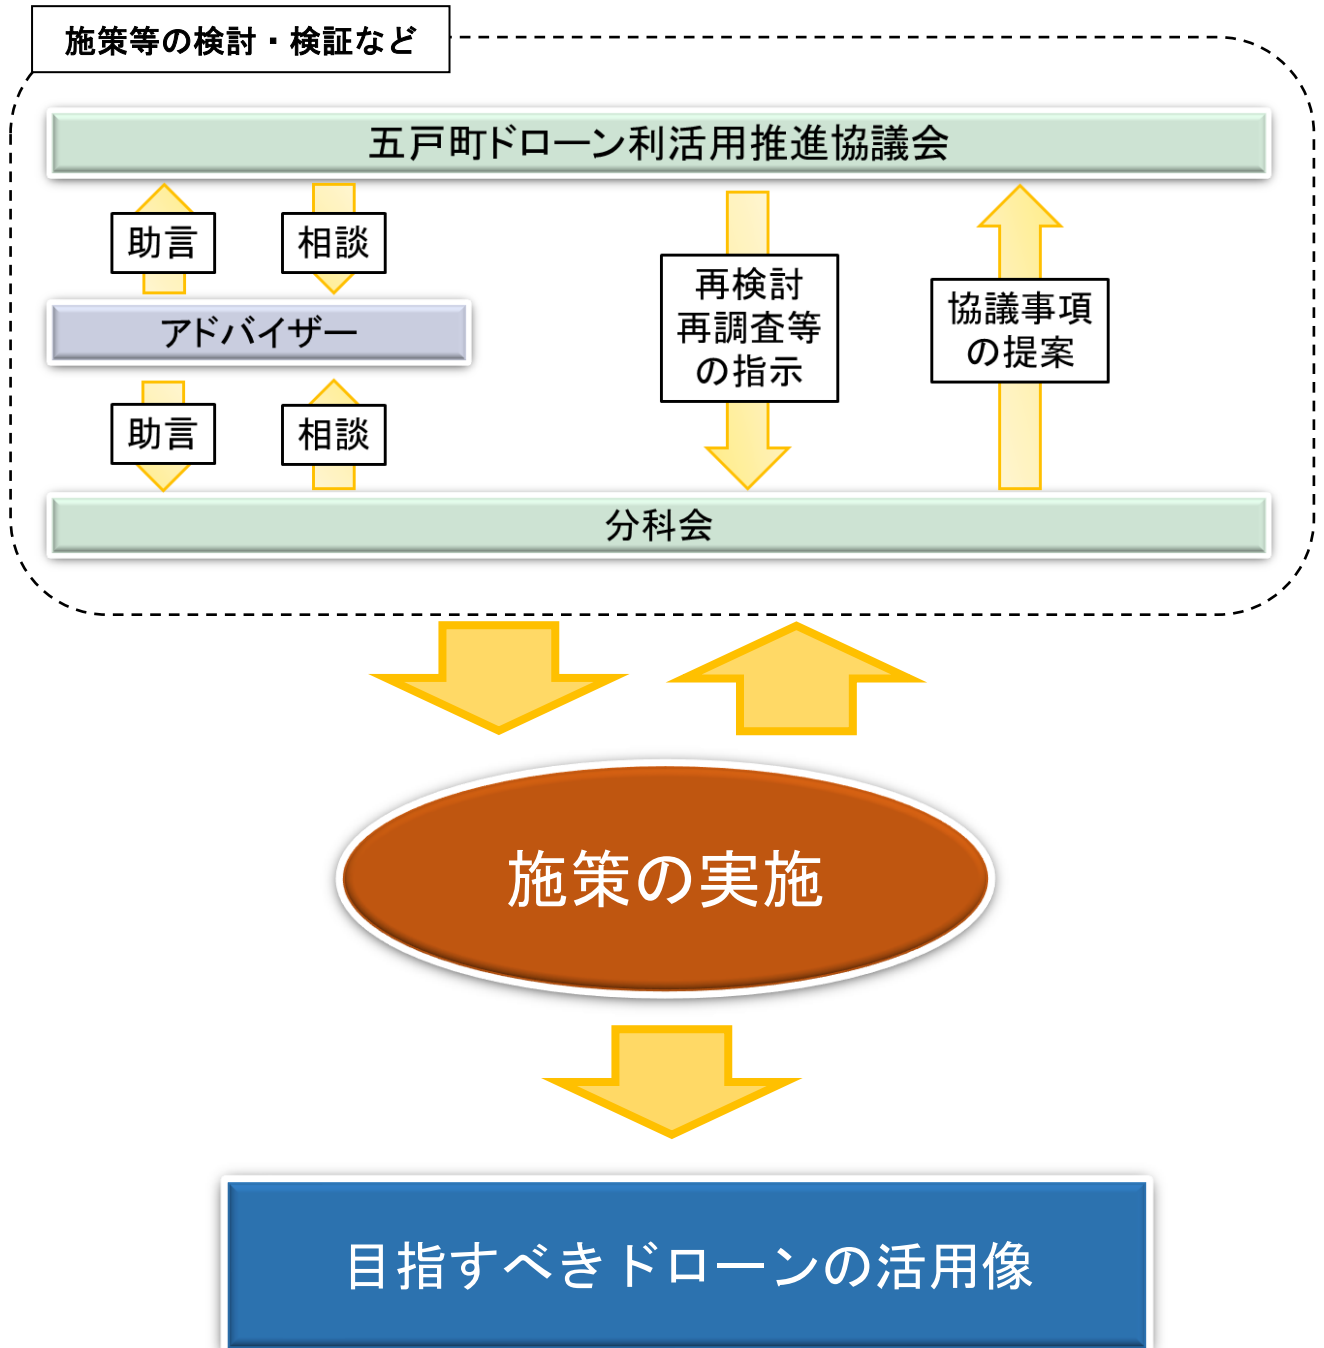 施策等の検討・検証など
五戸町ドローン利活用推進協議会
助言
相談
再検討
再調査等
の指示
協議事項
の提案
アドバイザー
助言
相談
分科会
施策の実施
目指すべきドローンの活用像